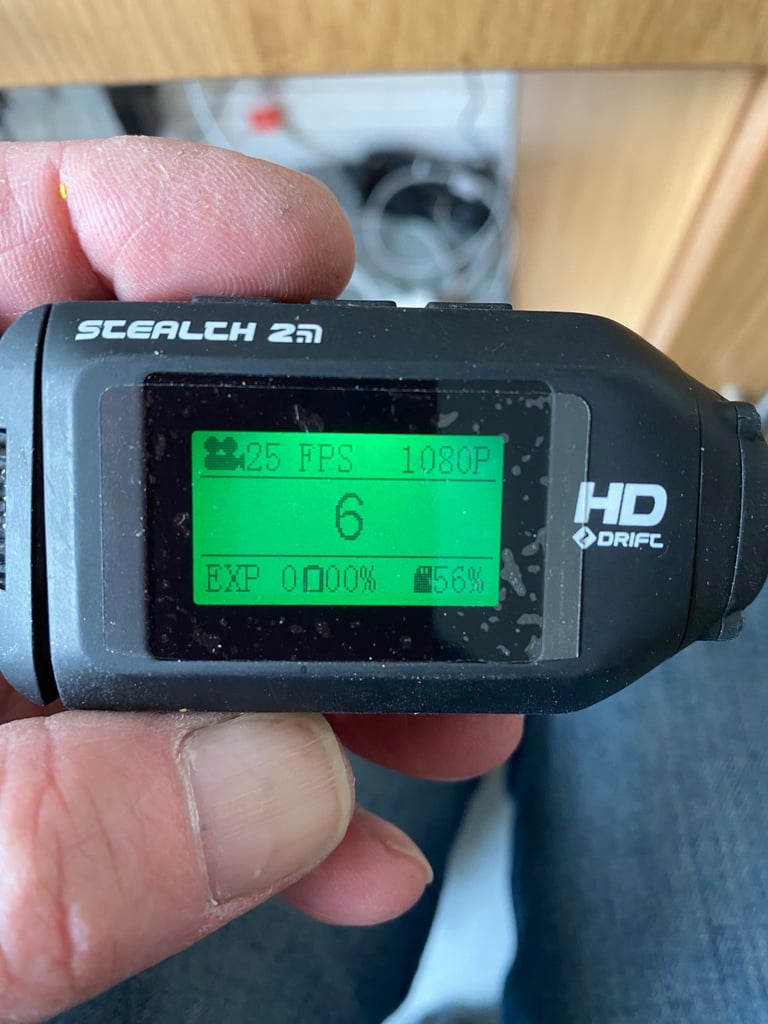 STEALTH 2
25 FPS 1080P
6
EXP 0 00% 56%
HD
DRIFT